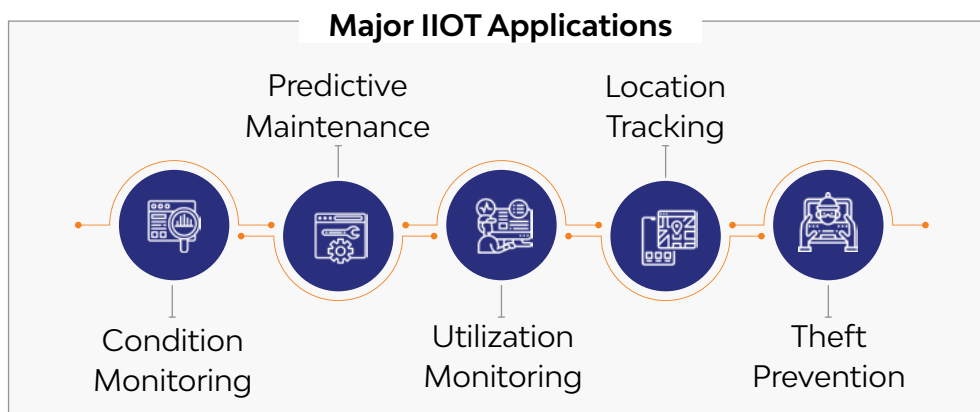 Major IIOT Applications
Predictive
Maintenance
Location
Tracking
Condition
Monitoring
Utilization
Monitoring
Theft
Prevention